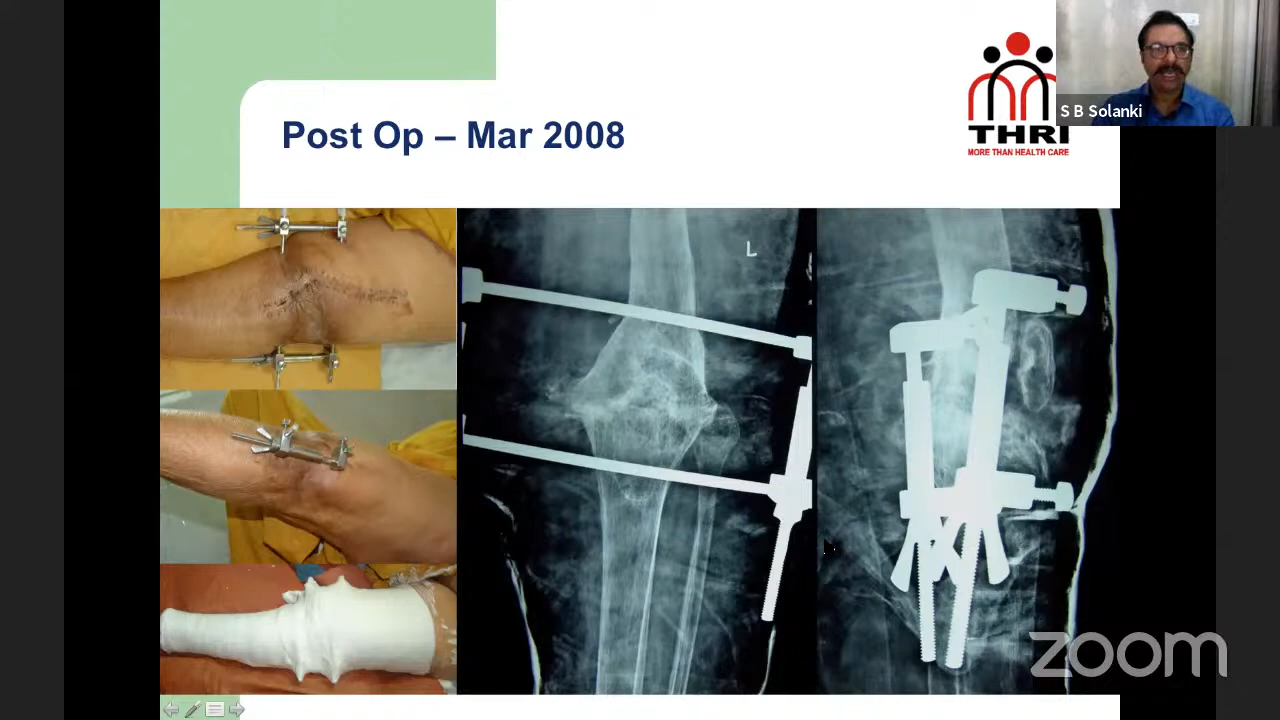 Post Op – Mar 2008
THRI
MORE THAN HEALTH CARE
S B Solanki
L
zoom